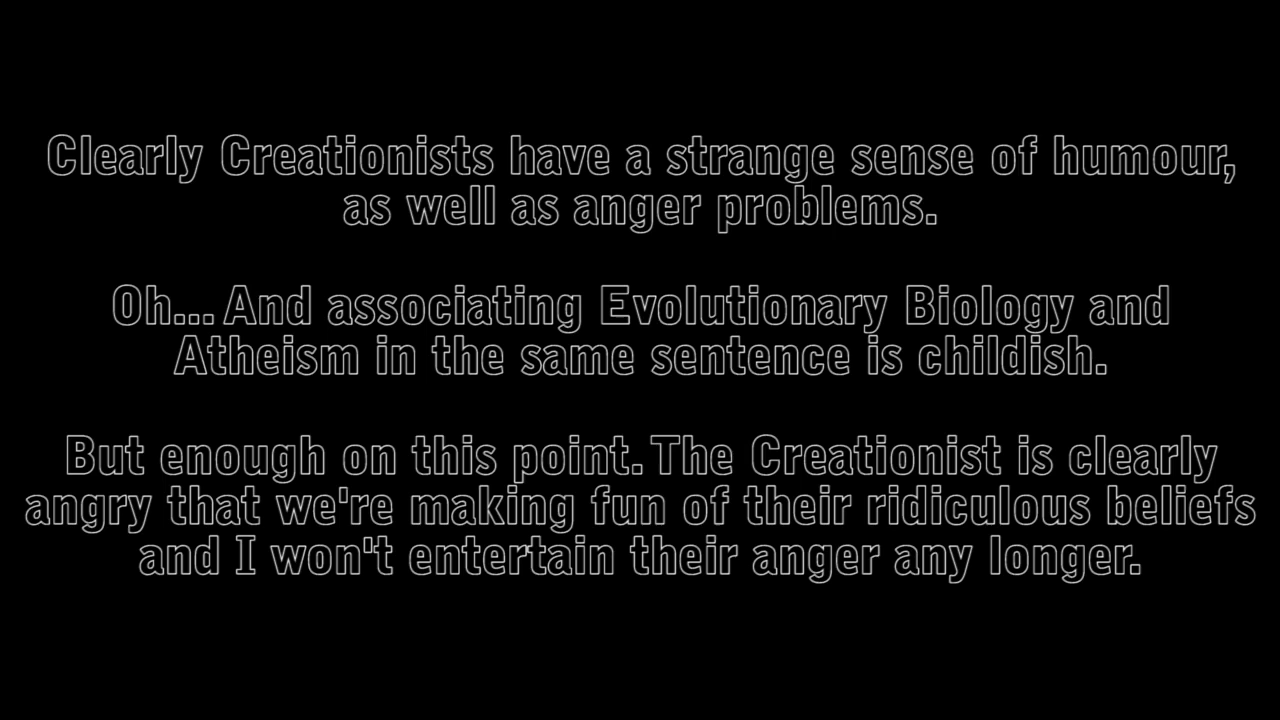 Clearly Creationists have a strange sense of humour,
as well as anger problems.
Oh... And associating Evolutionary Biology and
Atheism in the same sentence is childish.
But enough on this point. The Creationist is clearly
angry that we're making fun of their ridiculous beliefs
and I won't entertain their anger any longer.